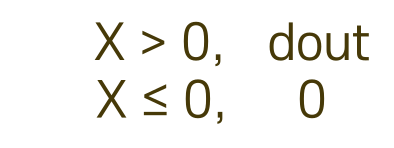 X > 0, dout
X ≤ 0, 0